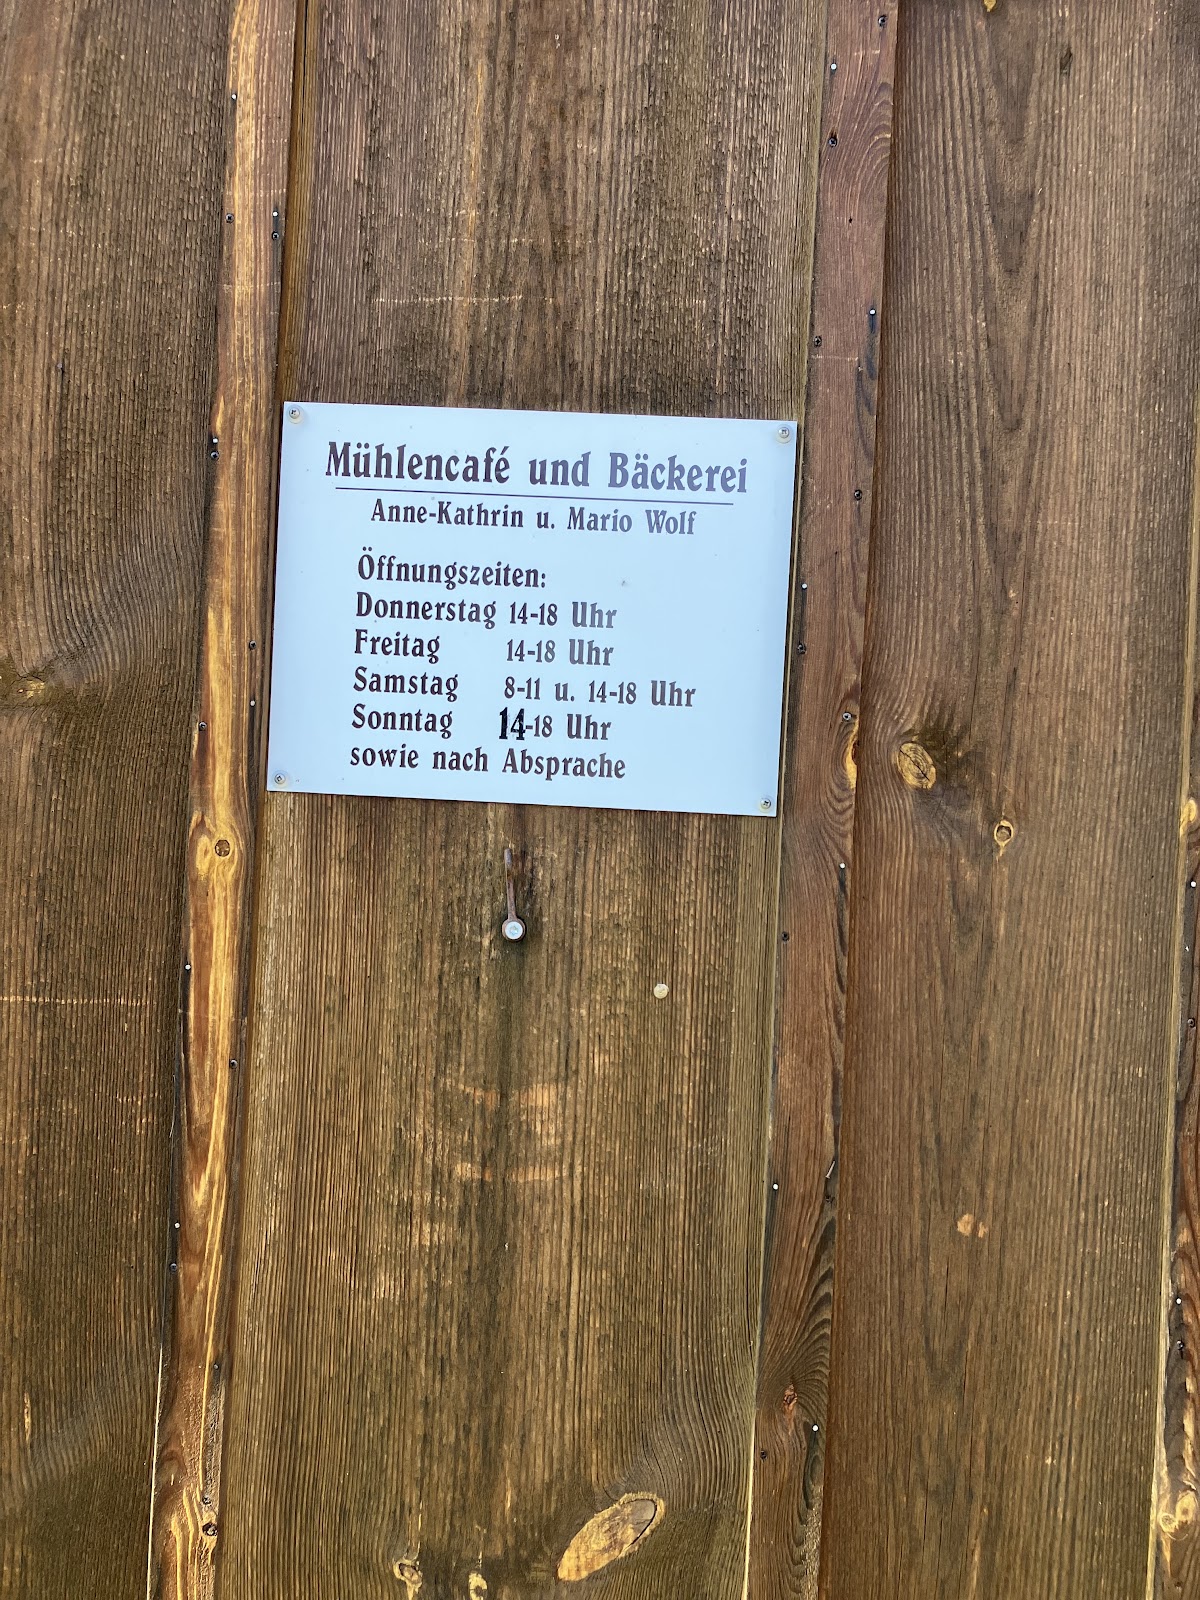 Mühlencafé und Bäckerei
Anne-Kathrin u. Mario Wolf
Öffnungszeiten:
Donnerstag 14-18 Uhr
Freitag 14-18 Uhr
Samstag 8-11 u. 14-18 Uhr
Sonntag 14-18 Uhr
sowie nach Absprache